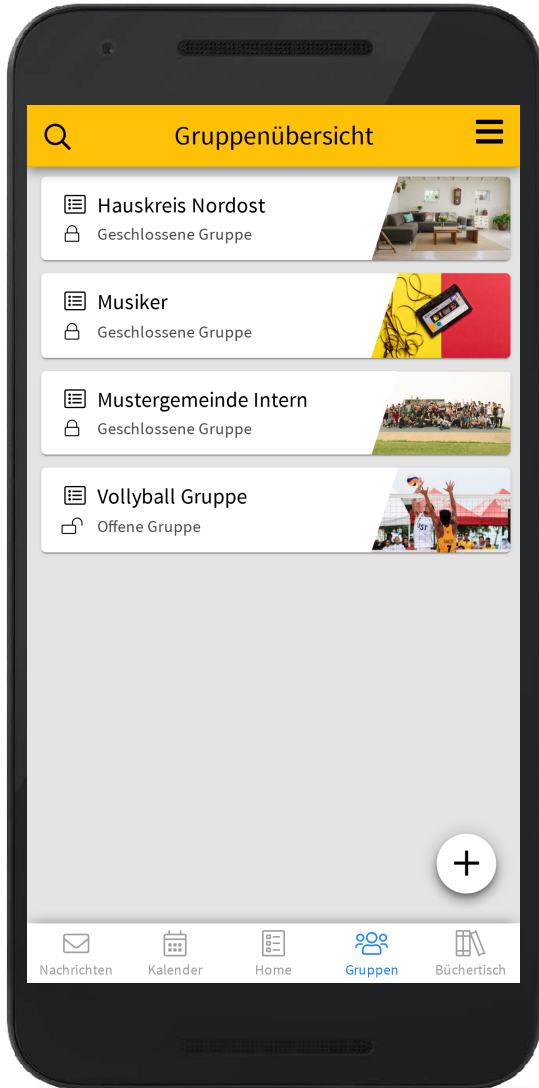 Gruppenübersicht
Hauskreis Nordost
Geschlossene Gruppe
Musiker
Geschlossene Gruppe
Mustergemeinde Intern
Geschlossene Gruppe
Vollyball Gruppe
Offene Gruppe
Nachrichten
Kalender
Home
Gruppen
Büchertisch